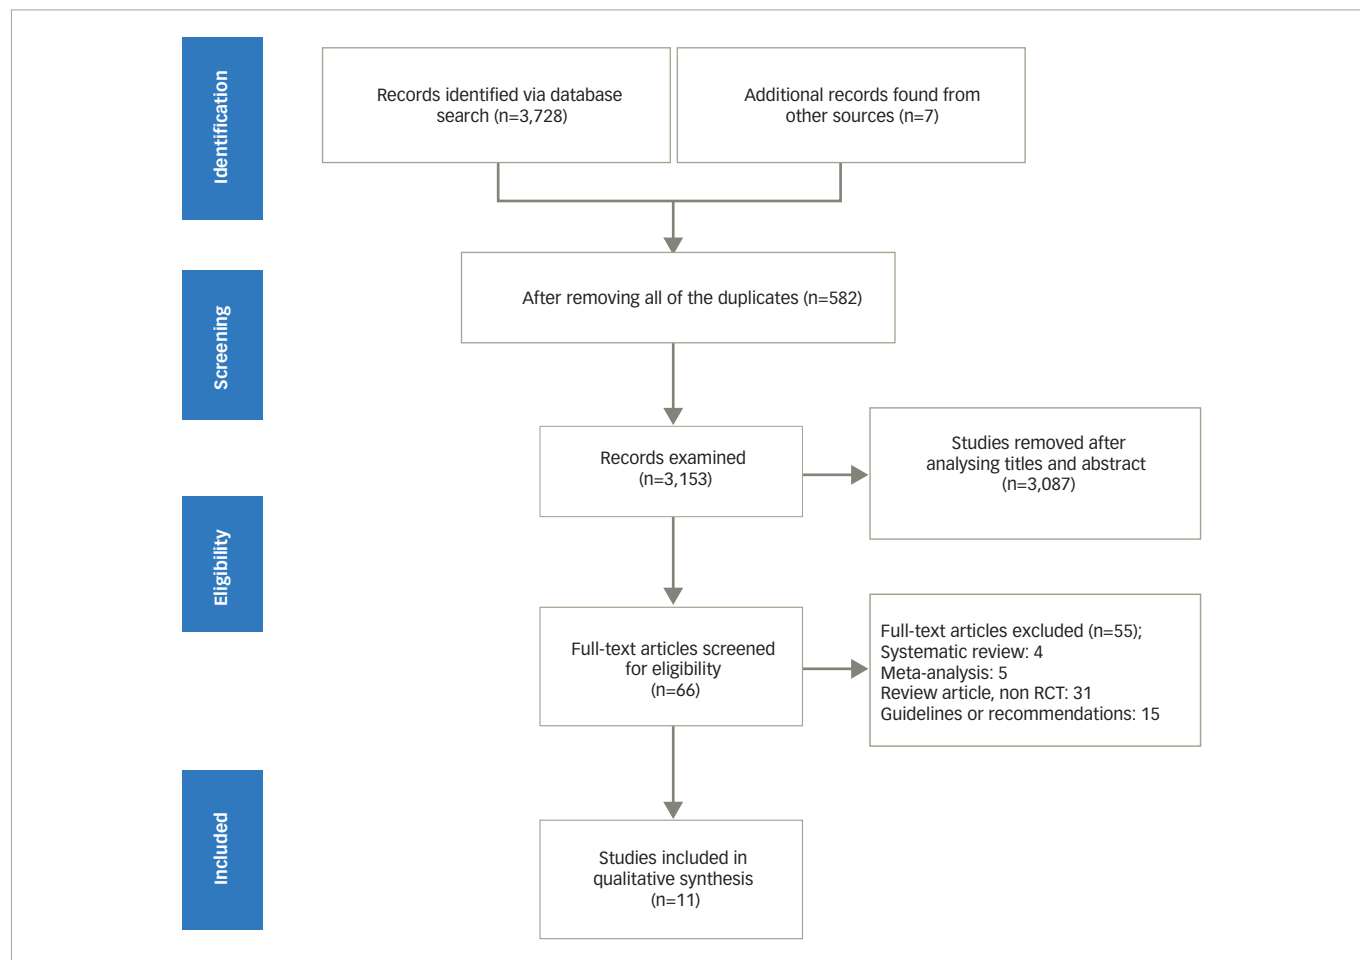 Identification
Records identified via database
search (n=3,728)
Additional records found from
other sources (n=7)
Screening
After removing all of the duplicates (n=582)
Records examined
(n=3,153)
Studies removed after
analysing titles and abstract
(n=3,087)
Eligibility
Full-text articles screened
for eligibility
(n=66)
Full-text articles excluded (n=55);
Systematic review: 4
Meta-analysis: 5
Review article, non RCT: 31
Guidelines or recommendations: 15
Included
Studies included in
qualitative synthesis
(n=11)